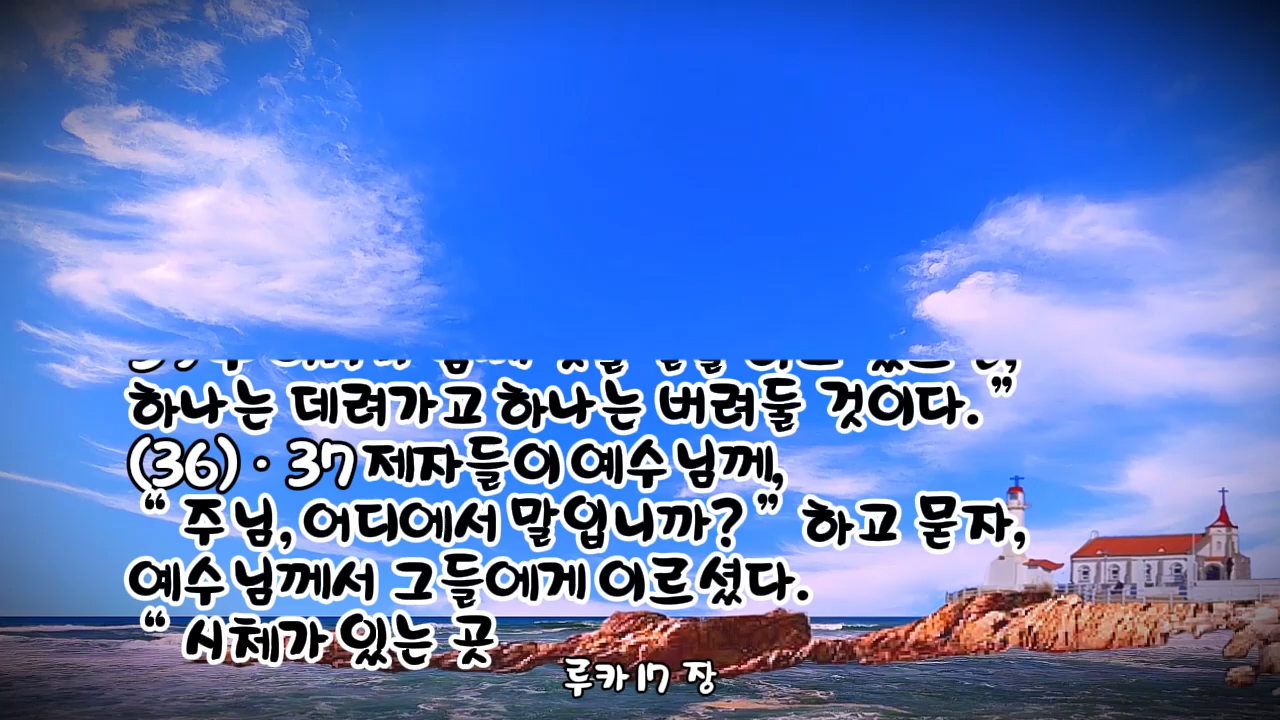 하나는 데려가고 하나는 버려둘 것이다.”
(36)· 37 제자들이 예수님께,
“ 주님, 어디에서 말입니까? ” 하고 묻자,
예수님께서 그들에게 이르셨다.
“ 시체가 있는 곳
루카 17 장